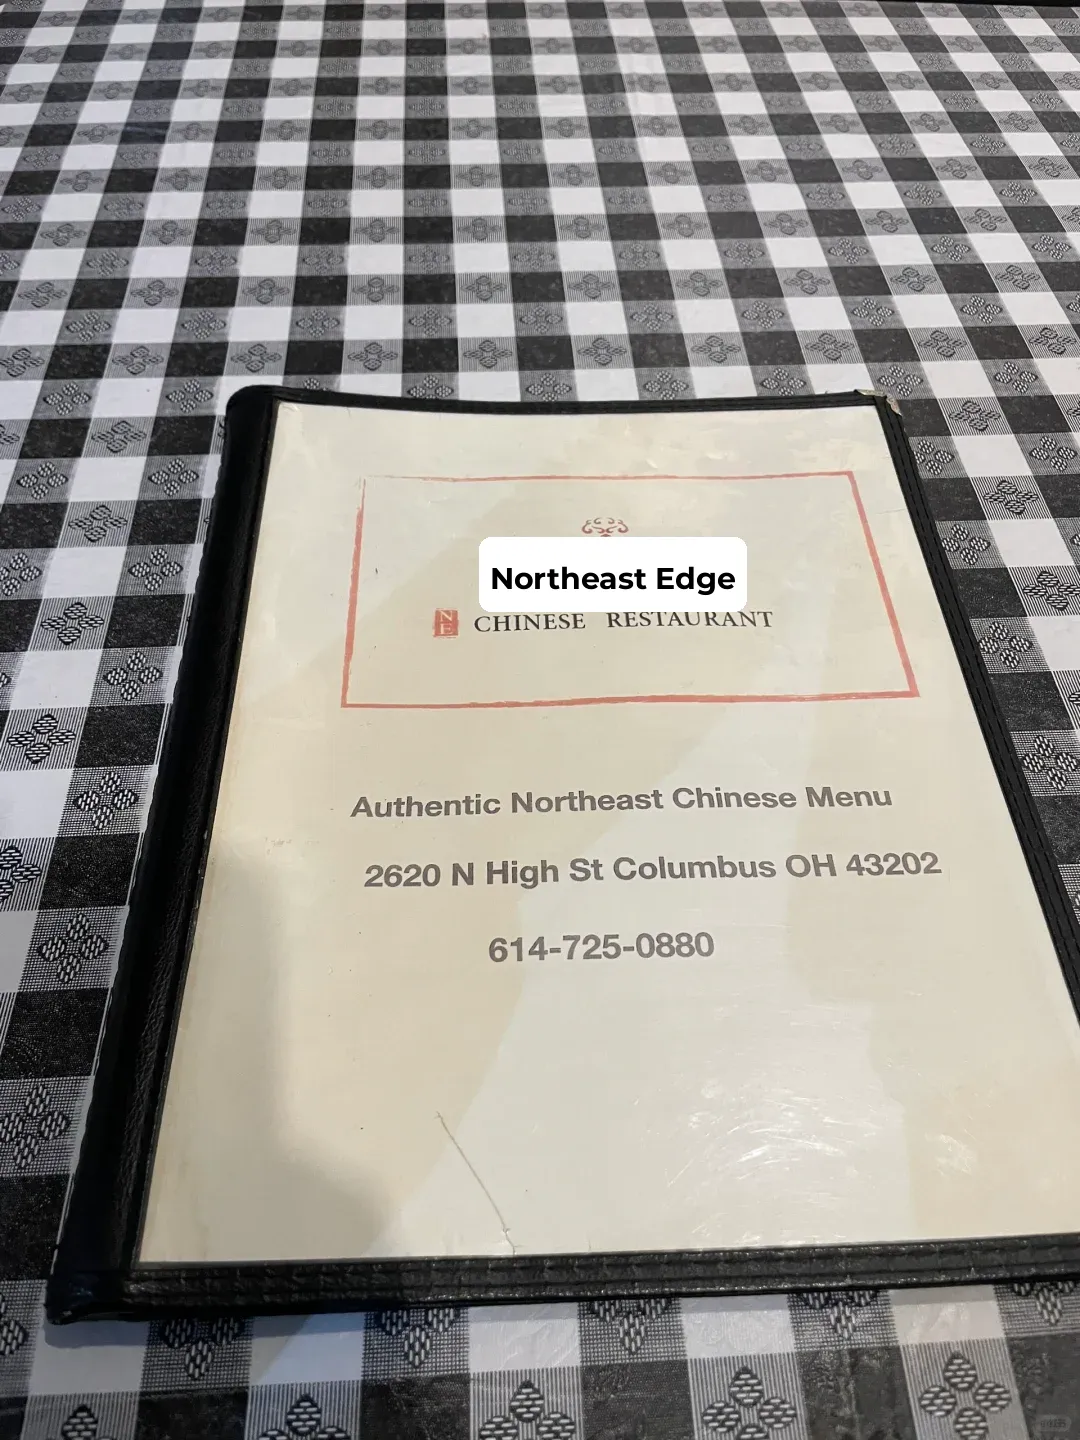 Northeast Edge
NE CHINESE RESTAURANT
Authentic Northeast Chinese Menu
2620 N High St Columbus OH 43202
614-725-0880